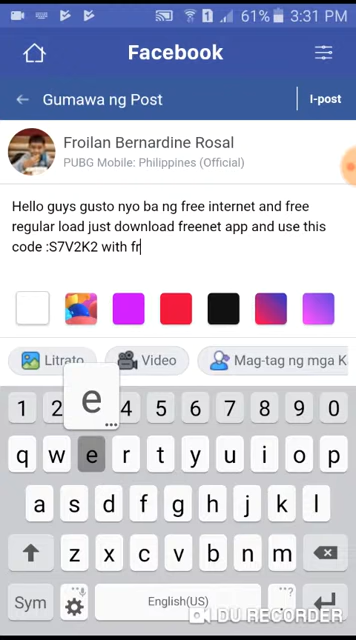 1 61% 3:31 PM
Facebook
Gumawa ng Post
I-post
Froilan Bernardine Rosal
PUBG Mobile: Philippines (Official)
Hello guys gusto nyo ba ng free internet and free
regular load just download freenet app and use this
code :S7V2K2 with fr
Litrato
Video
Mag-tag ng mga K
e
1 2 4 5 6 7 8 9 0
q w e r t y u i o p
a s d f g h j k l
z x c v b n m
Sym English(US)
DU RECORDER